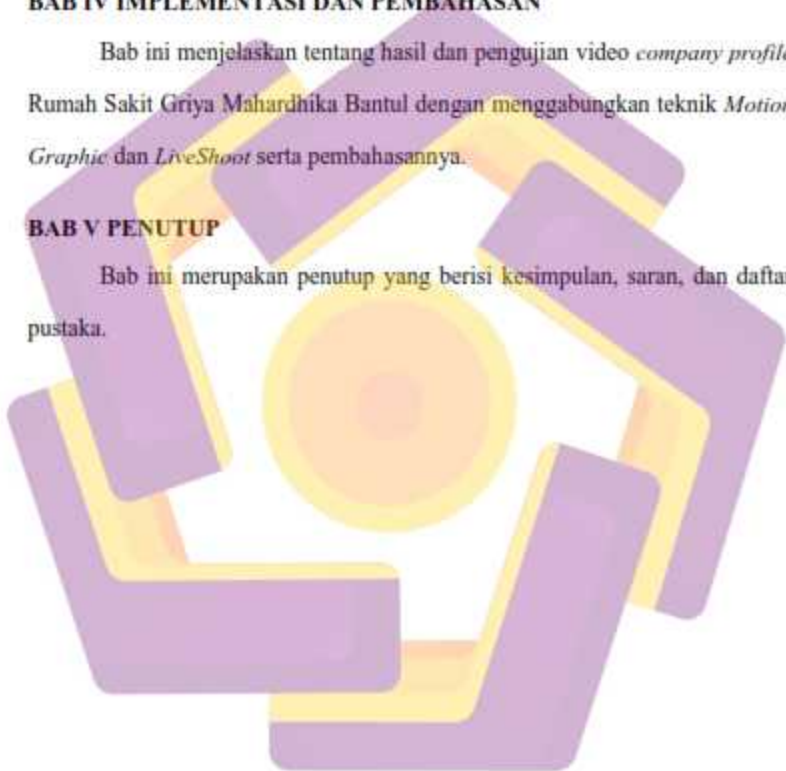 BAB IV IMPLEMENTASI DAN PEMBAHASAN
Bab ini menjelaskan tentang hasil dan pengujian video company profile
Rumah Sakit Griya Mahardhika Bantul dengan menggabungkan teknik Motion
Graphic dan LiveShoot serta pembahasannya.
BAB V PENUTUP
Bab ini merupakan penutup yang berisi kesimpulan, saran, dan daftar
pustaka.